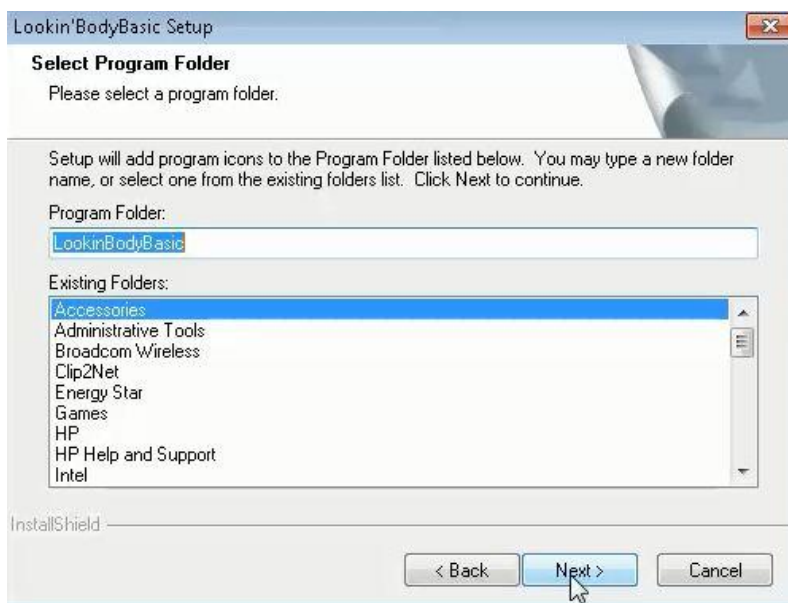 Lookin'BodyBasic Setup
Select Program Folder
Please select a program folder.
Setup will add program icons to the Program Folder listed below.  You may type a new folder
name, or select one from the existing folders list.  Click Next to continue.
Program Folder:
LookinBodyBasic
Existing Folders:
Accessories
Administrative Tools
Broadcom Wireless
Clip2Net
Energy Star
Games
HP
HP Help and Support
Intel
InstallShield
< Back Next > Cancel